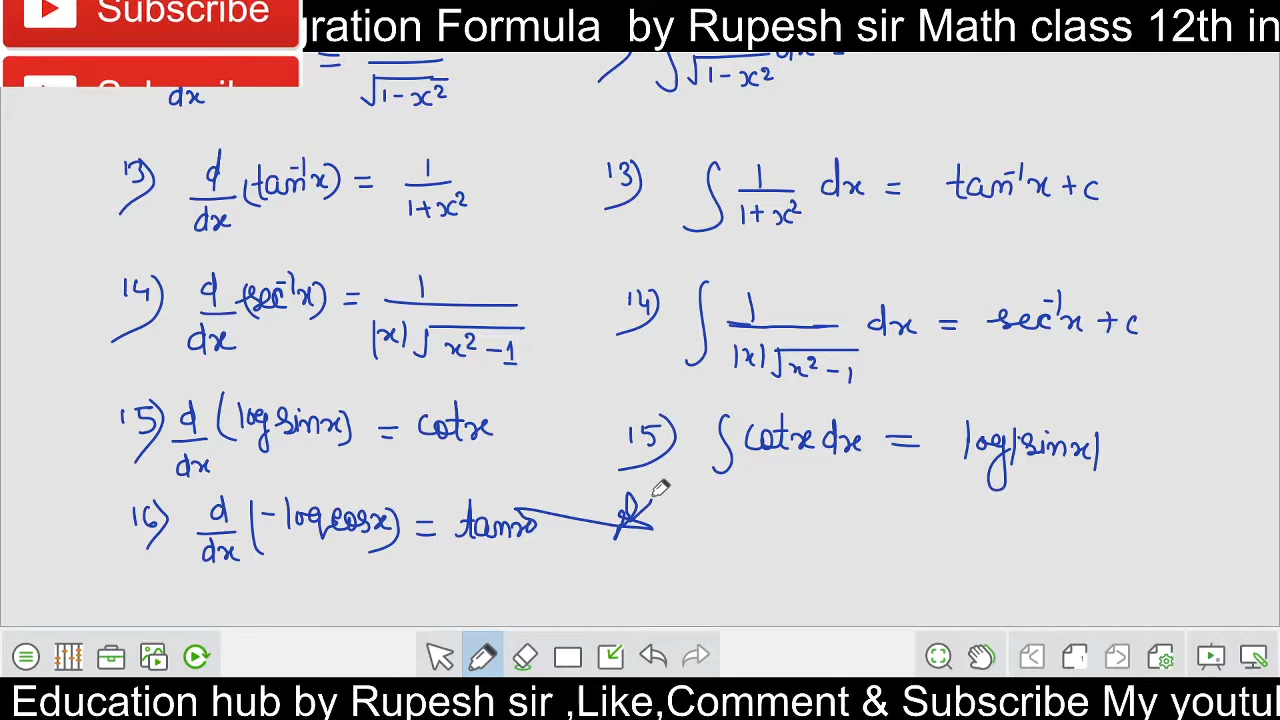 Subscribe
uration Formula by Rupesh sir Math class 12th in
dx = √1-x²
∫ √1-x² dx =
13) d/dx (tan⁻¹x) = 1/1+x²
13) ∫ 1/1+x² dx = tan⁻¹x + c
14) d/dx (sec⁻¹x) = 1/|x|√x²-1
14) ∫ 1/|x|√x²-1 dx = sec⁻¹x + c
15) d/dx (log sinx) = cotx
15) ∫ cotx dx = log|sinx|
16) d/dx (-log cosx) = tanx
Education hub by Rupesh sir ,Like,Comment & Subscribe My youtu